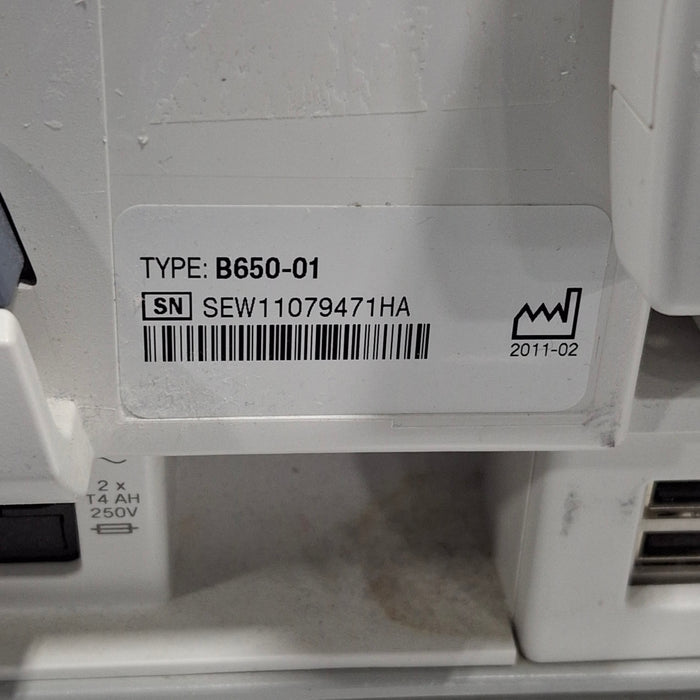 TYPE: B650-01
SN SEW11079471HA
2011-02
2 x
T4 AH
250V